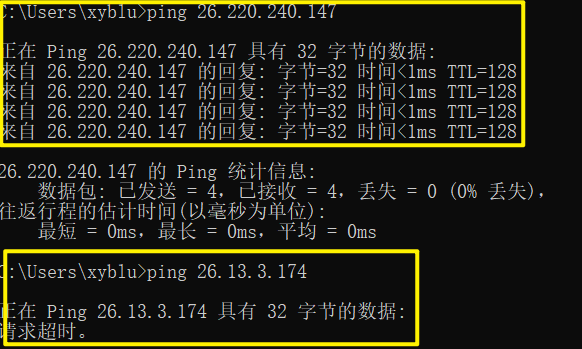 C:\Users\xyblu>ping 26.220.240.147
正在 Ping 26.220.240.147 具有 32 字节的数据:
来自 26.220.240.147 的回复: 字节=32 时间<1ms TTL=128
来自 26.220.240.147 的回复: 字节=32 时间<1ms TTL=128
来自 26.220.240.147 的回复: 字节=32 时间<1ms TTL=128
来自 26.220.240.147 的回复: 字节=32 时间<1ms TTL=128
26.220.240.147 的 Ping 统计信息:
数据包: 已发送 = 4，已接收 = 4，丢失 = 0 (0% 丢失)，
往返行程的估计时间(以毫秒为单位):
最短 = 0ms，最长 = 0ms，平均 = 0ms
C:\Users\xyblu>ping 26.13.3.174
正在 Ping 26.13.3.174 具有 32 字节的数据:
请求超时。